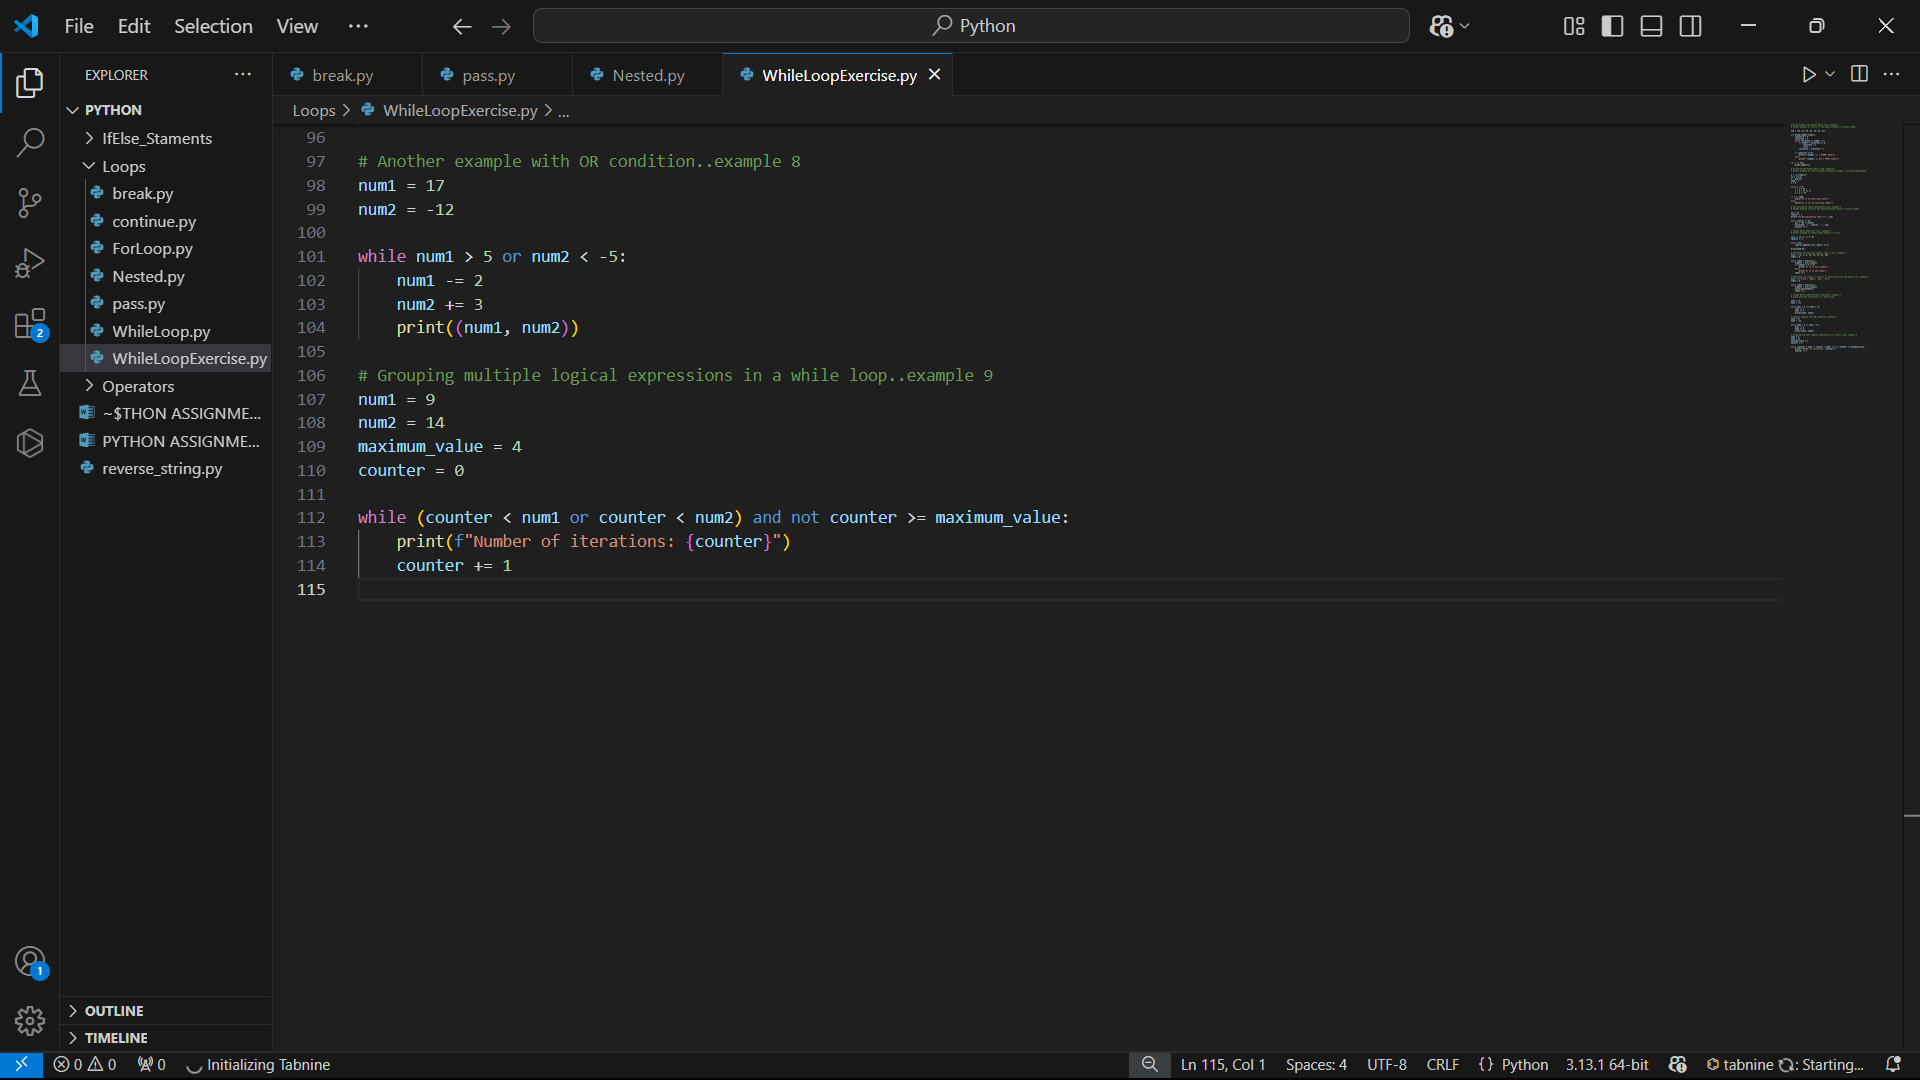 File Edit Selection View ···
Python
EXPLORER ···
PYTHON
IfElse_Staments
Loops
break.py
continue.py
ForLoop.py
Nested.py
pass.py
WhileLoop.py
WhileLoopExercise.py
Operators
~$THON ASSIGNME...
PYTHON ASSIGNME...
reverse_string.py
OUTLINE
TIMELINE
2
1
break.py pass.py Nested.py WhileLoopExercise.py
Loops > WhileLoopExercise.py > ...
96
97 # Another example with OR condition..example 8
98 num1 = 17
99 num2 = -12
100
101 while num1 > 5 or num2 < -5:
102     num1 -= 2
103     num2 += 3
104     print((num1, num2))
105
106 # Grouping multiple logical expressions in a while loop..example 9
107 num1 = 9
108 num2 = 14
109 maximum_value = 4
110 counter = 0
111
112 while (counter < num1 or counter < num2) and not counter >= maximum_value:
113     print(f"Number of iterations: {counter}")
114     counter += 1
115
0 0 0 Initializing Tabnine Ln 115, Col 1 Spaces: 4 UTF-8 CRLF {} Python 3.13.1 64-bit tabnine : Starting...